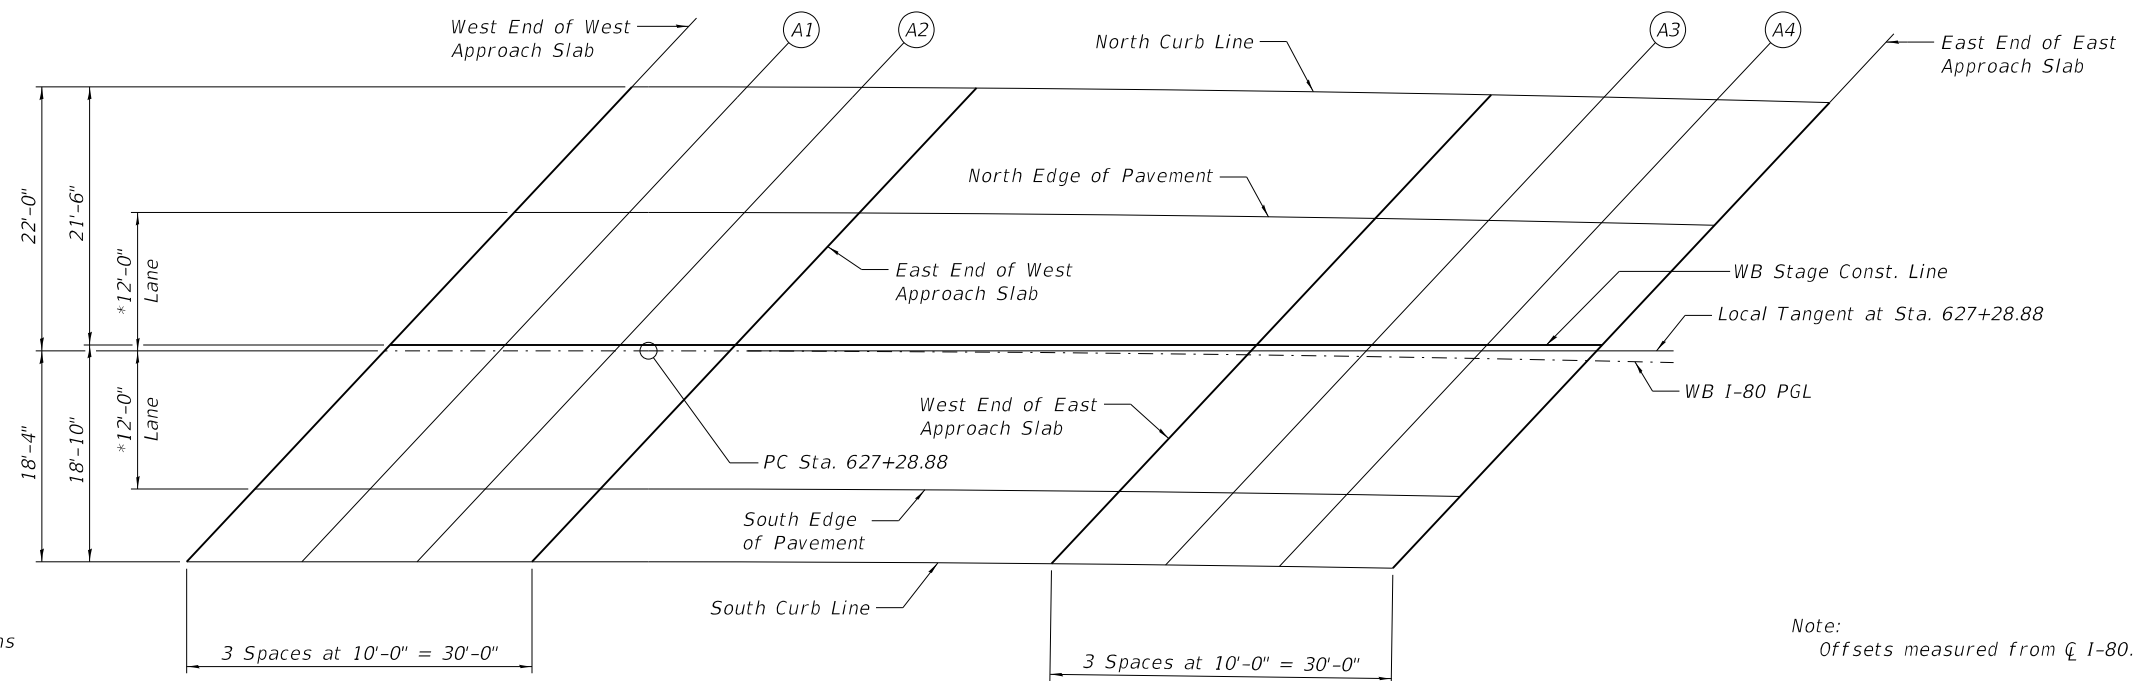 West End of West
Approach Slab
A1
A2
North Curb Line
A3
A4
East End of East
Approach Slab
22'-0"
21'-6"
*12'-0"
Lane
North Edge of Pavement
East End of West
Approach Slab
WB Stage Const. Line
Local Tangent at Sta. 627+28.88
WB I-80 PGL
18'-4"
18'-10"
*12'-0"
Lane
West End of East
Approach Slab
PC Sta. 627+28.88
South Edge
of Pavement
South Curb Line
ns
3 Spaces at 10'-0" = 30'-0"
3 Spaces at 10'-0" = 30'-0"
Note:
Offsets measured from ℄ I-80.